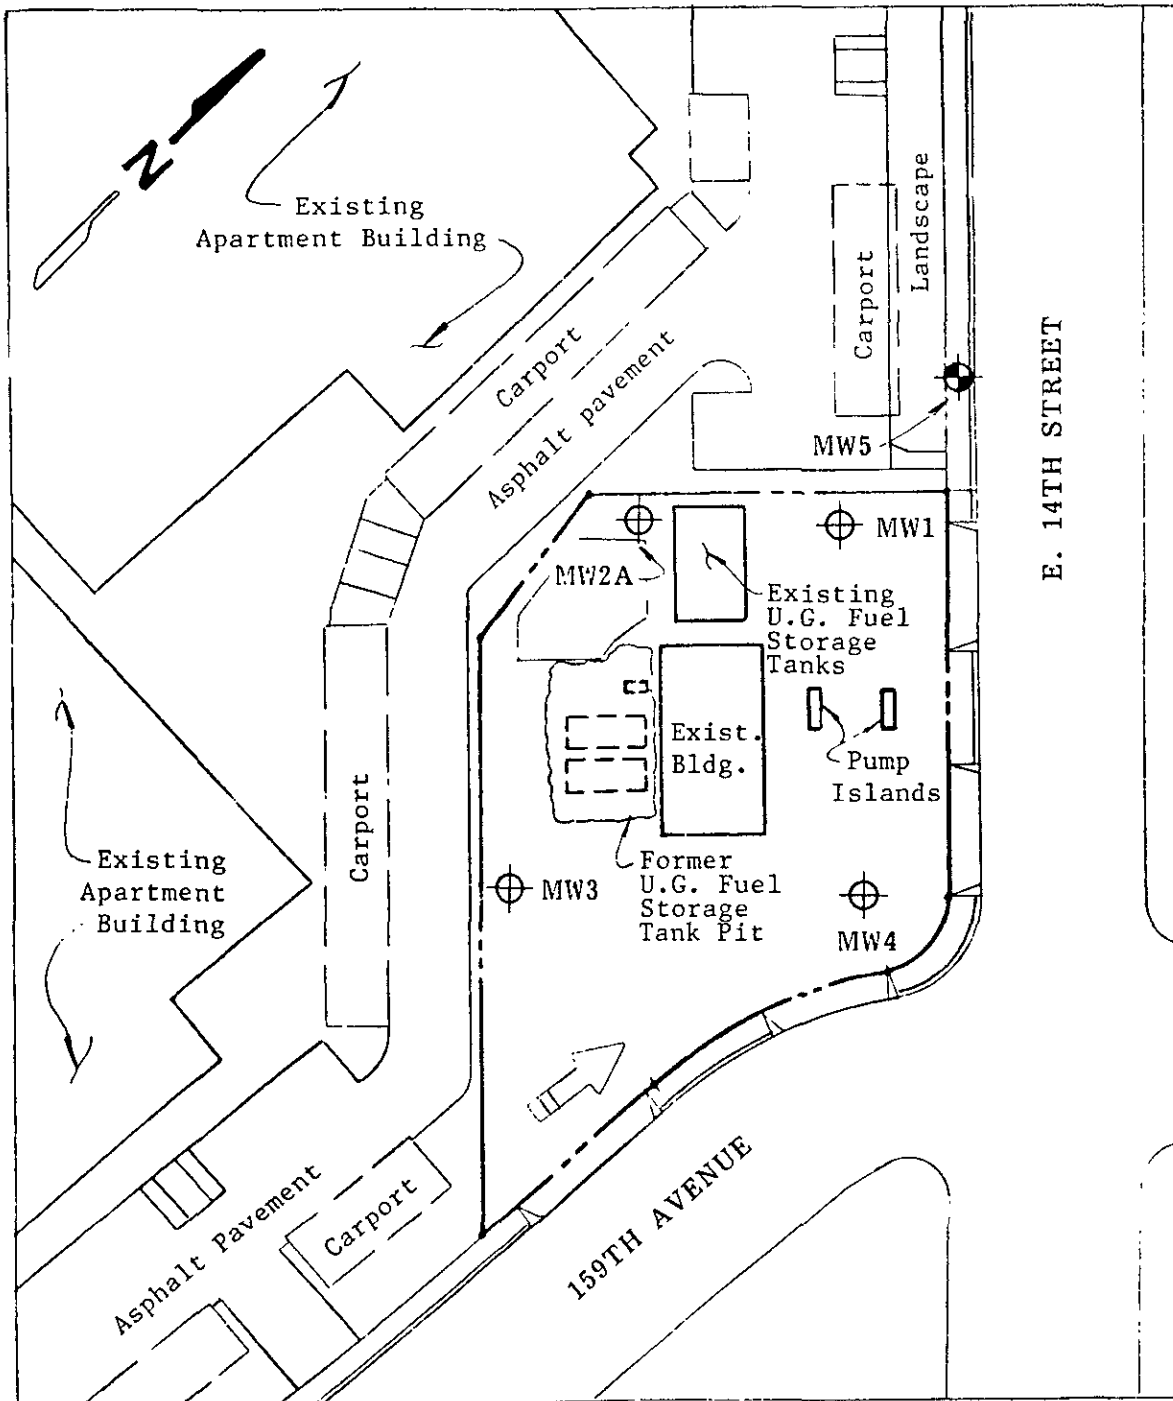 N
Existing
Apartment Building
Carport
Asphalt pavement
Carport
Landscape
MW5
E. 14TH STREET
MW1
MW2A
Existing
U.G. Fuel
Storage
Tanks
Exist.
Bldg.
Pump
Islands
Carport
Existing
Apartment
Building
MW3
Former
U.G. Fuel
Storage
Tank Pit
MW4
Asphalt Pavement
Carport
159TH AVENUE